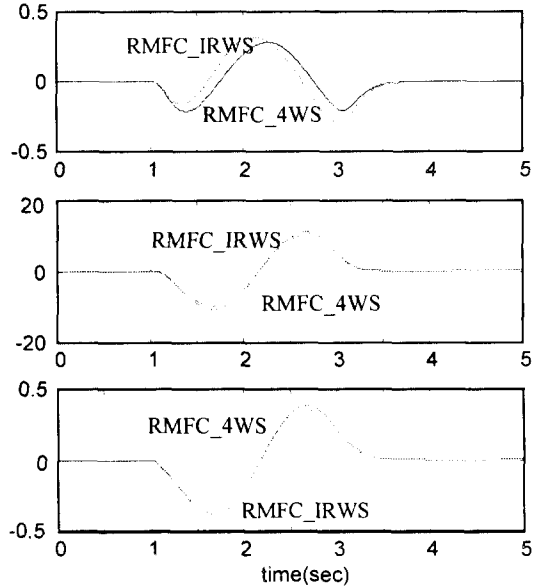 0.5
RMFC_IRWS
0
RMFC_4WS
-0.5
0 1 2 3 4 5
20
RMFC_IRWS
0
RMFC_4WS
-20
0 1 2 3 4 5
0.5
RMFC_4WS
0
RMFC_IRWS
-0.5
0 1 2 3 4 5
time(sec)